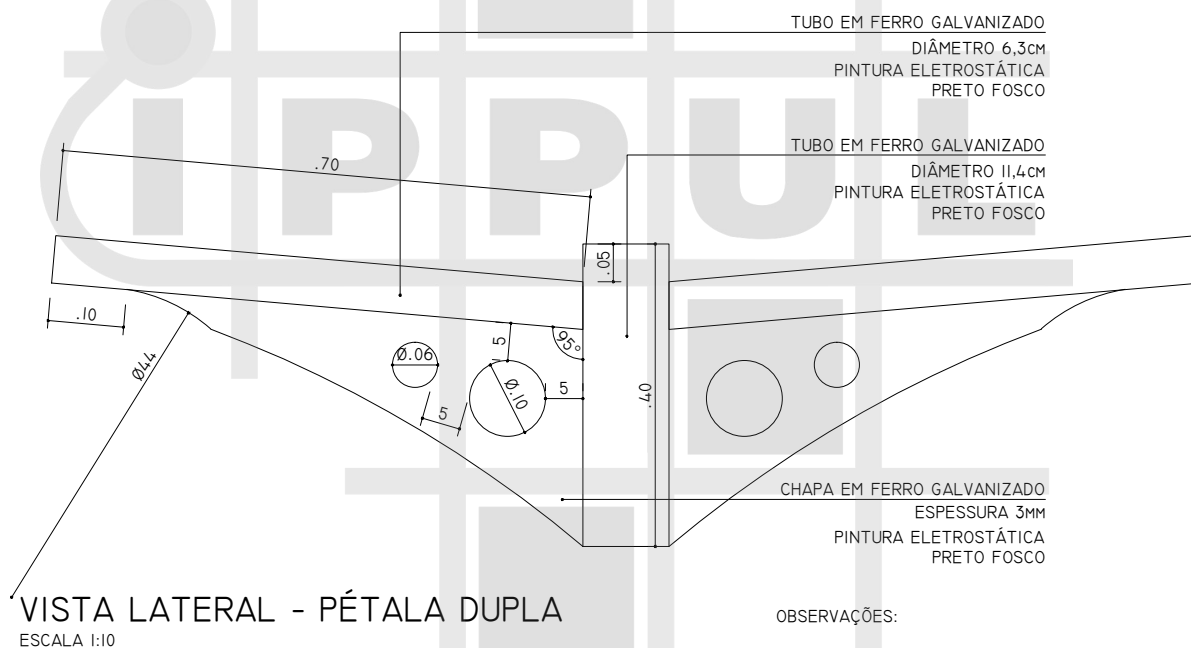 TUBO EM FERRO GALVANIZADO
DIÂMETRO 6,3CM
PINTURA ELETROSTÁTICA
PRETO FOSCO
IPPUL
TUBO EM FERRO GALVANIZADO
DIÂMETRO 11,4CM
PINTURA ELETROSTÁTICA
PRETO FOSCO
.70
.05
.10
5
95°
Ø.06
Ø44
Ø.10
5
.40
5
CHAPA EM FERRO GALVANIZADO
ESPESSURA 3MM
PINTURA ELETROSTÁTICA
PRETO FOSCO
VISTA LATERAL - PÉTALA DUPLA
ESCALA 1:10
OBSERVAÇÕES: